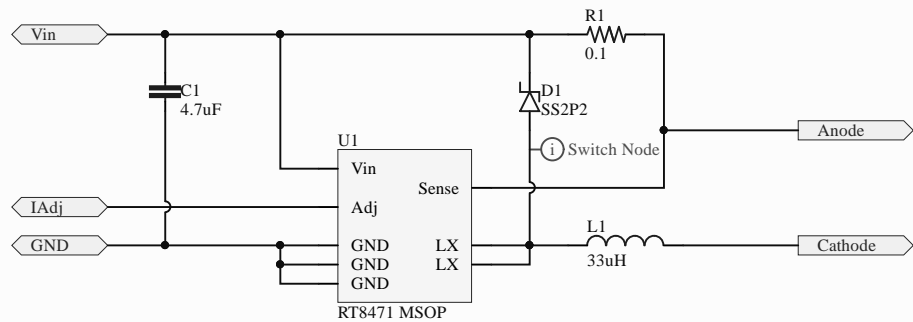 R1
Vin
0.1
C1
4.7uF
D1
SS2P2
U1
Anode
i Switch Node
Vin
Sense
IAdj
Adj
L1
GND
GND
LX
Cathode
GND
LX
33uH
GND
RT8471 MSOP